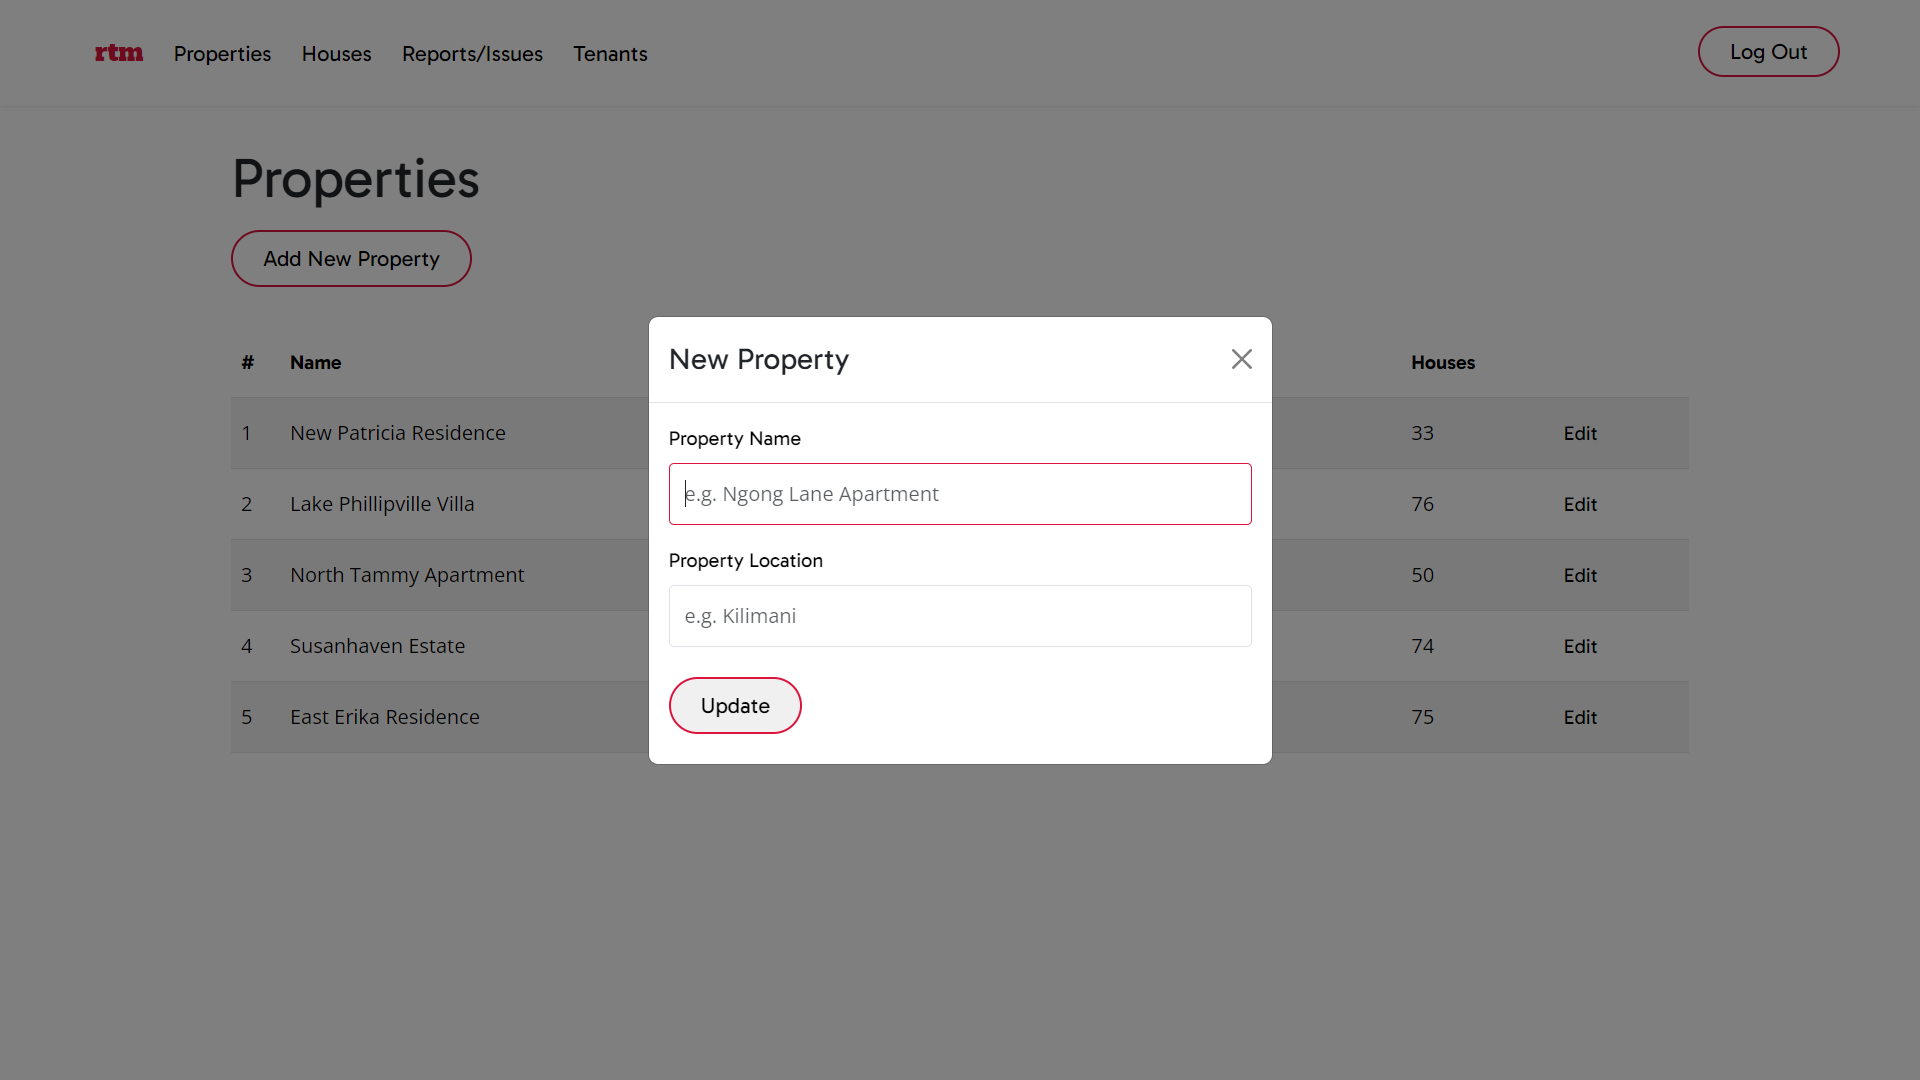 rtm Properties Houses Reports/Issues Tenants Log Out
Properties
Add New Property
# Name Houses
1 New Patricia Residence 33 Edit
2 Lake Phillipville Villa 76 Edit
3 North Tammy Apartment 50 Edit
4 Susanhaven Estate 74 Edit
5 East Erika Residence 75 Edit
New Property
Property Name
e.g. Ngong Lane Apartment
Property Location
e.g. Kilimani
Update